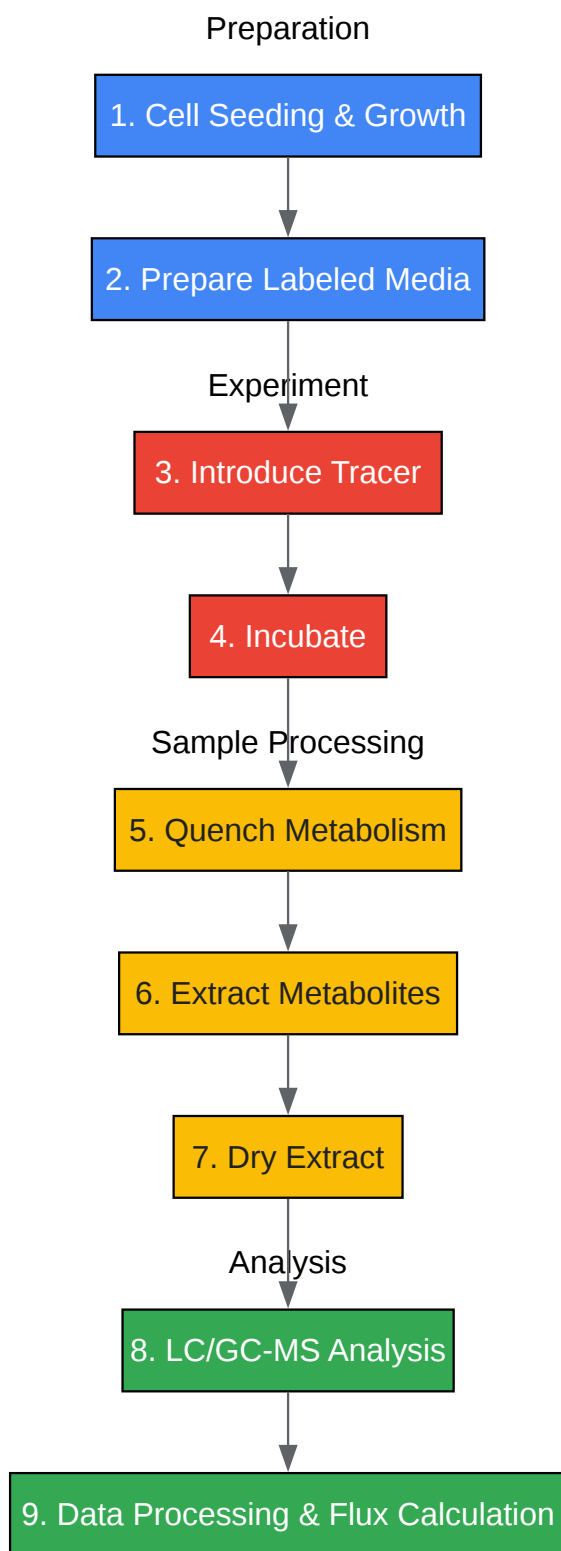 Preparation
1. Cell Seeding & Growth
2. Prepare Labeled Media
Experiment
3. Introduce Tracer
4. Incubate
Sample Processing
5. Quench Metabolism
6. Extract Metabolites
7. Dry Extract
Analysis
8. LC/GC-MS Analysis
9. Data Processing & Flux Calculation